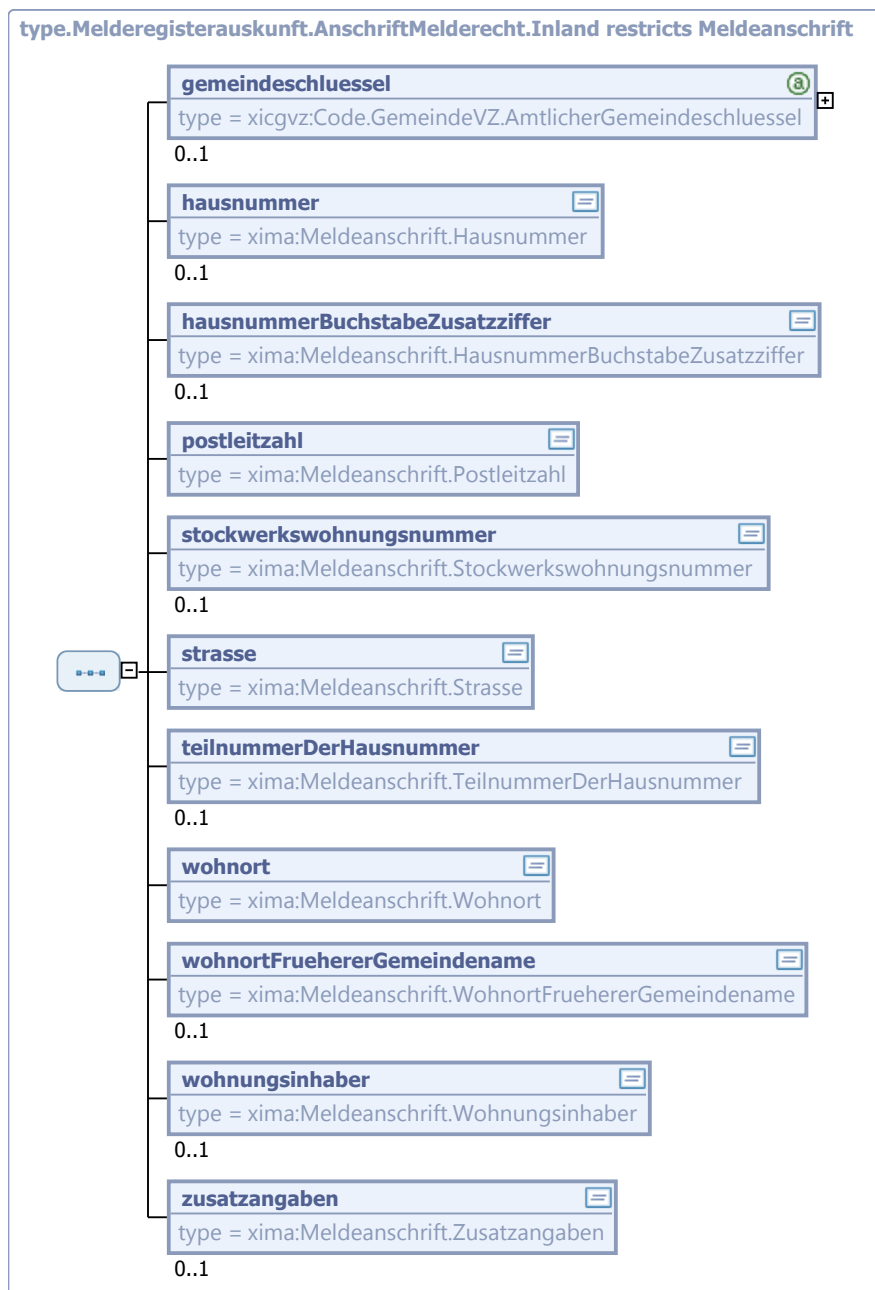 type.Melderegisterauskunft.AnschriftMelderecht.Inland restricts Meldeanschrift
gemeindeschluessel
type = xicgvz:Code.GemeindeVZ.AmtlicherGemeindeschluessel
0..1
hausnummer
type = xima:Meldeanschrift.Hausnummer
0..1
hausnummerBuchstabeZusatzziffer
type = xima:Meldeanschrift.HausnummerBuchstabeZusatzziffer
0..1
postleitzahl
type = xima:Meldeanschrift.Postleitzahl
stockwerkswohnungsnummer
type = xima:Meldeanschrift.Stockwerkswohnungsnummer
0..1
strasse
type = xima:Meldeanschrift.Strasse
teilnummerDerHausnummer
type = xima:Meldeanschrift.TeilnummerDerHausnummer
0..1
wohnort
type = xima:Meldeanschrift.Wohnort
wohnortFruehererGemeindename
type = xima:Meldeanschrift.WohnortFruehererGemeindename
0..1
wohnungsinhaber
type = xima:Meldeanschrift.Wohnungsinhaber
0..1
zusatzangaben
type = xima:Meldeanschrift.Zusatzangaben
0..1